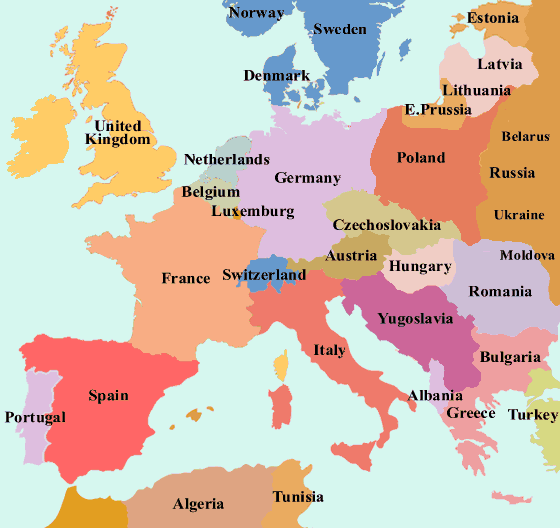 Norway
Estonia
Sweden
Latvia
Denmark
Lithuania
E.Prussia
United
Kingdom
Belarus
Netherlands
Poland
Russia
Germany
Belgium
Luxemburg
Ukraine
Czechoslovakia
Austria
Moldova
Hungary
France
Switzerland
Romania
Yugoslavia
Italy
Bulgaria
Spain
Albania
Portugal
Greece
Turkey
Algeria
Tunisia